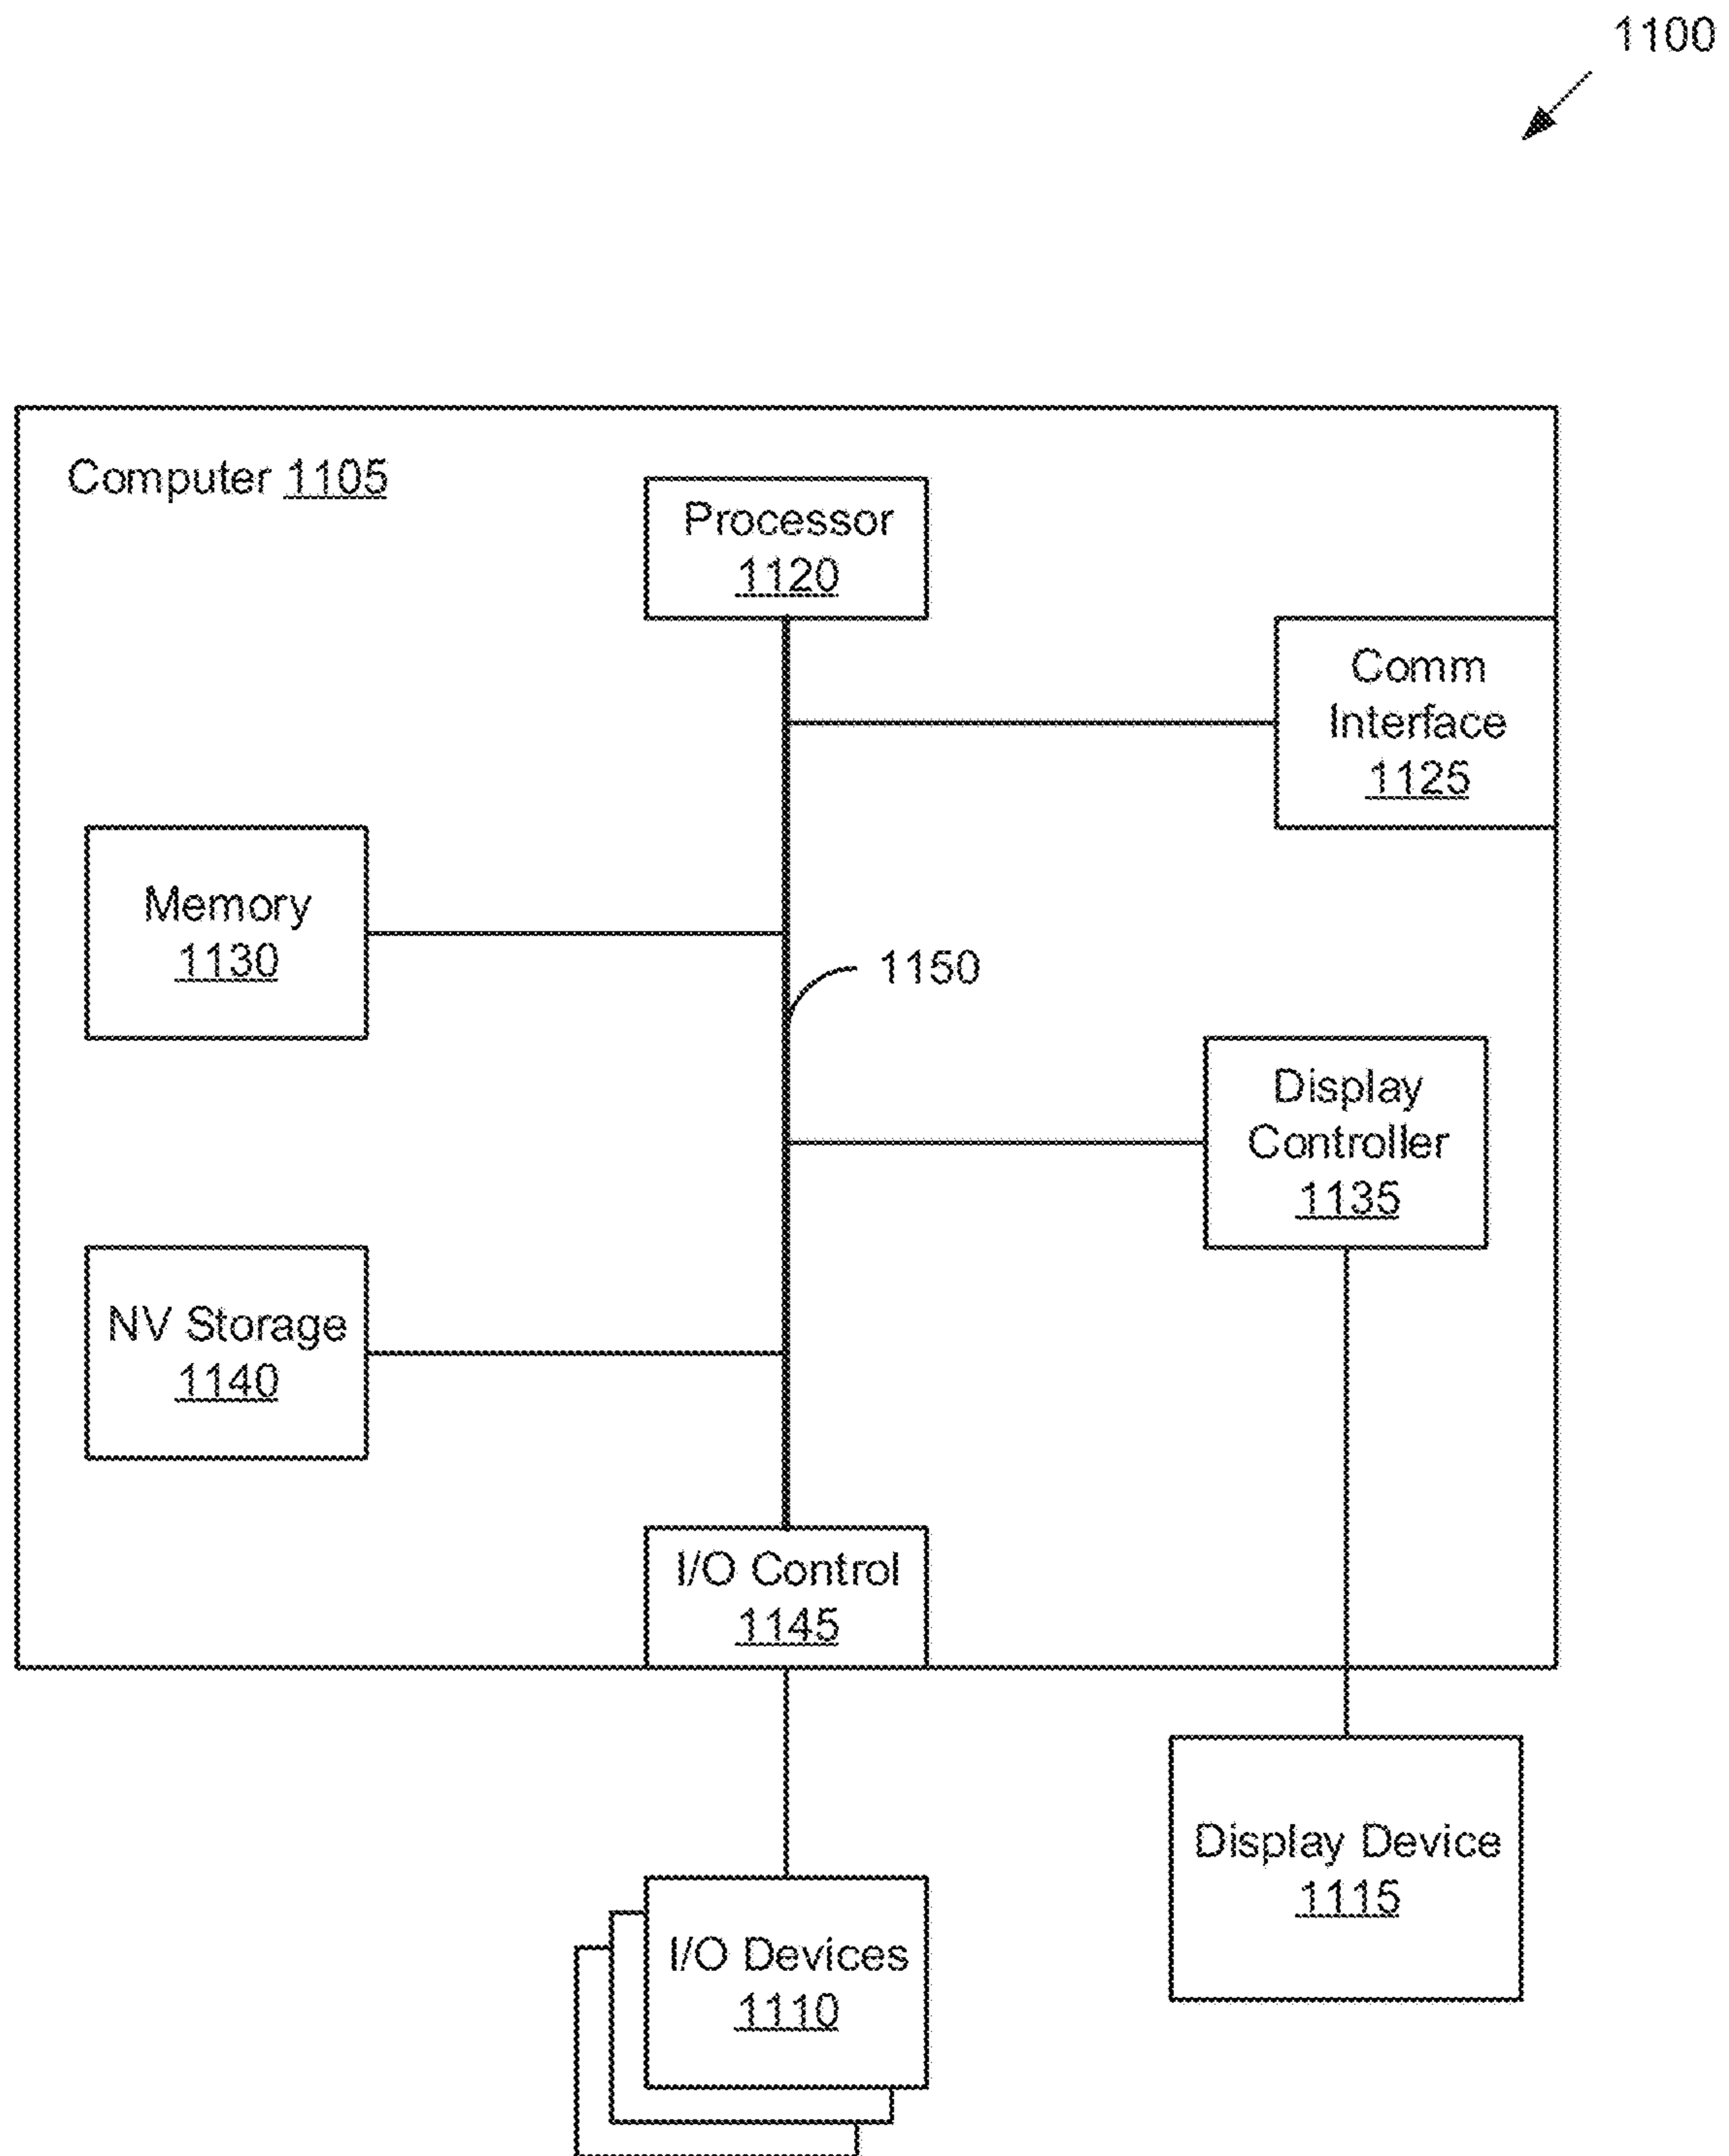 1100
Computer 1105
Processor
1120
Comm
Interface
1125
Memory
1130
1150
Display
Controller
1135
NV Storage
1140
I/O Control
1145
Display Device
1115
I/O Devices
1110